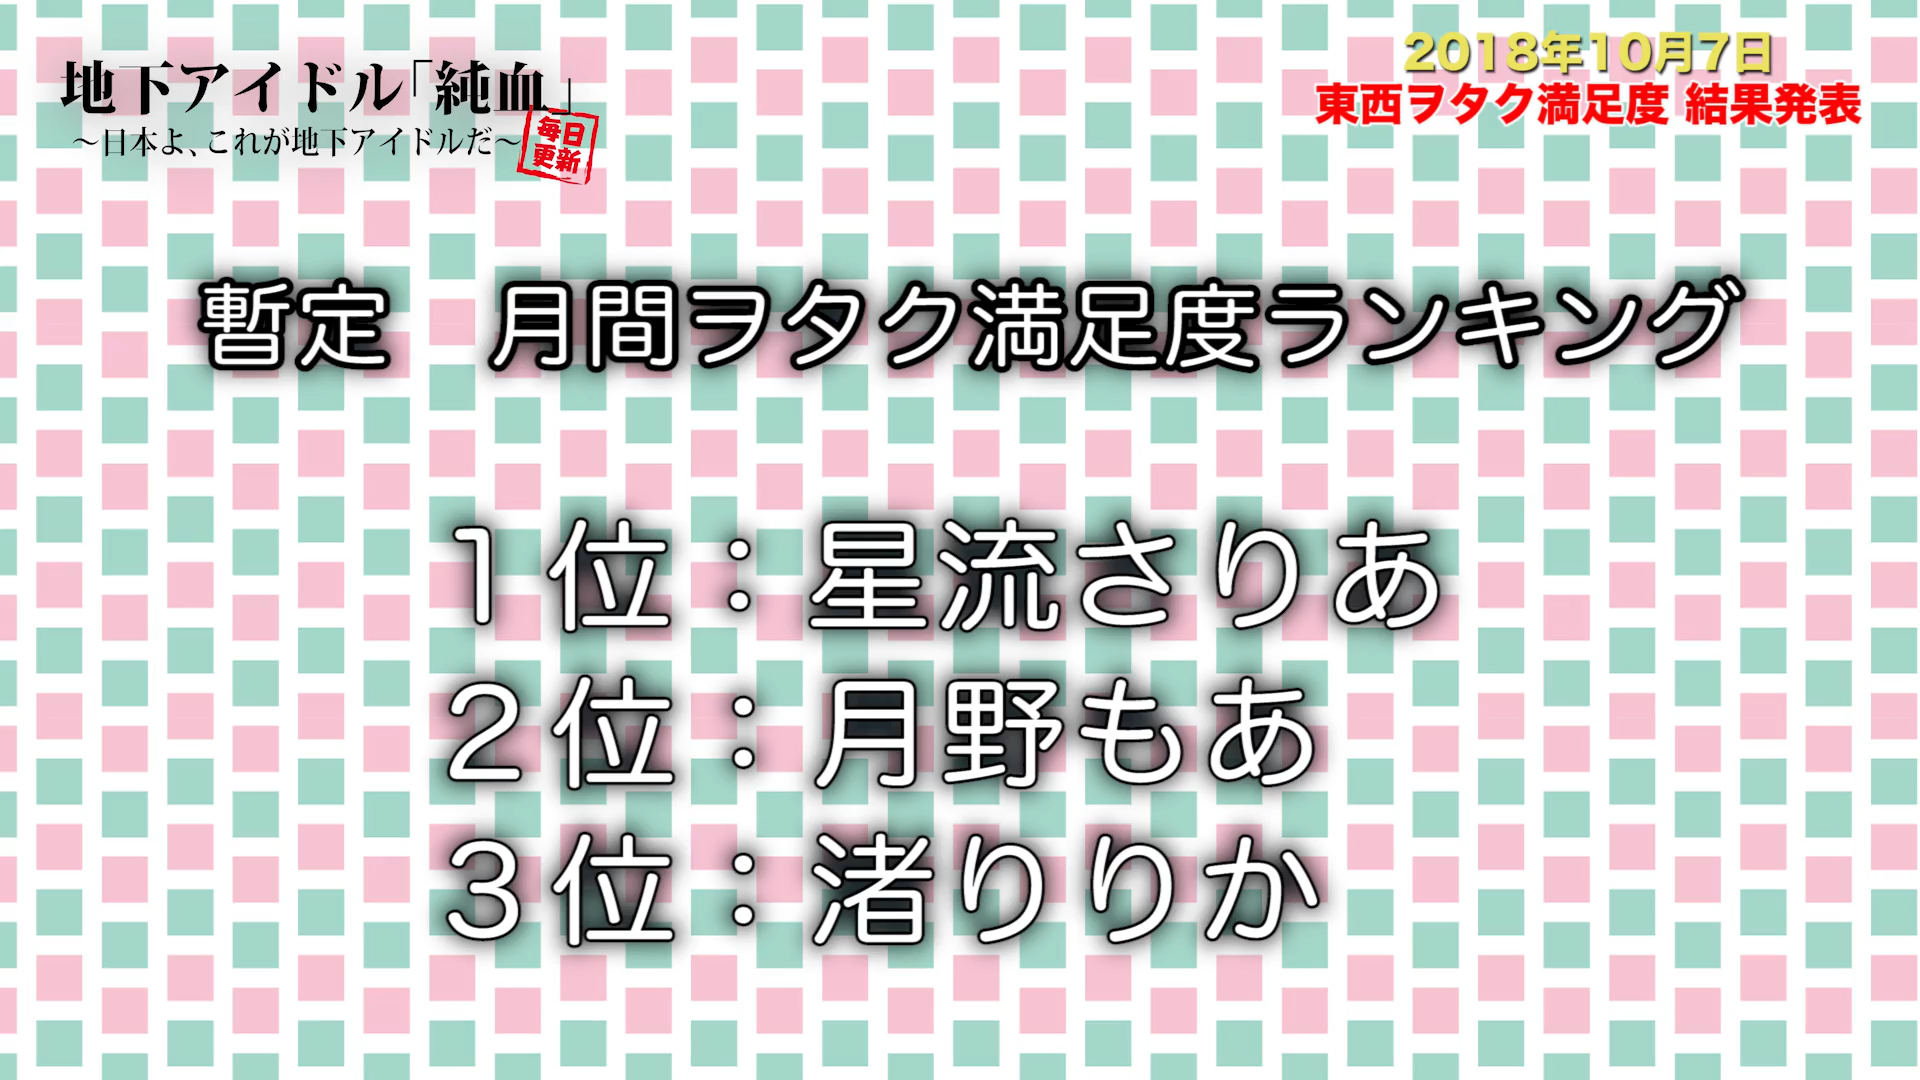 地下アイドル「純血」
～日本よ、これが地下アイドルだ～
毎日
更新
2018年10月7日
東西ヲタク満足度 結果発表
暫定　月間ヲタク満足度ランキング
１位：星流さりあ
２位：月野もあ
３位：渚りりか